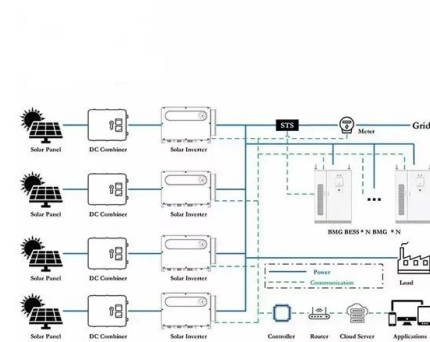 STS
Meter
Grid
Solar Panel
DC Combiner
Solar Inverter
Solar Panel
DC Combiner
Solar Inverter
BMG BESS * N BMG * N
Solar Panel
DC Combiner
Solar Inverter
Power
Communication
Load
Solar Panel
DC Combiner
Solar Inverter
Controller
Router
Cloud Server
Applications